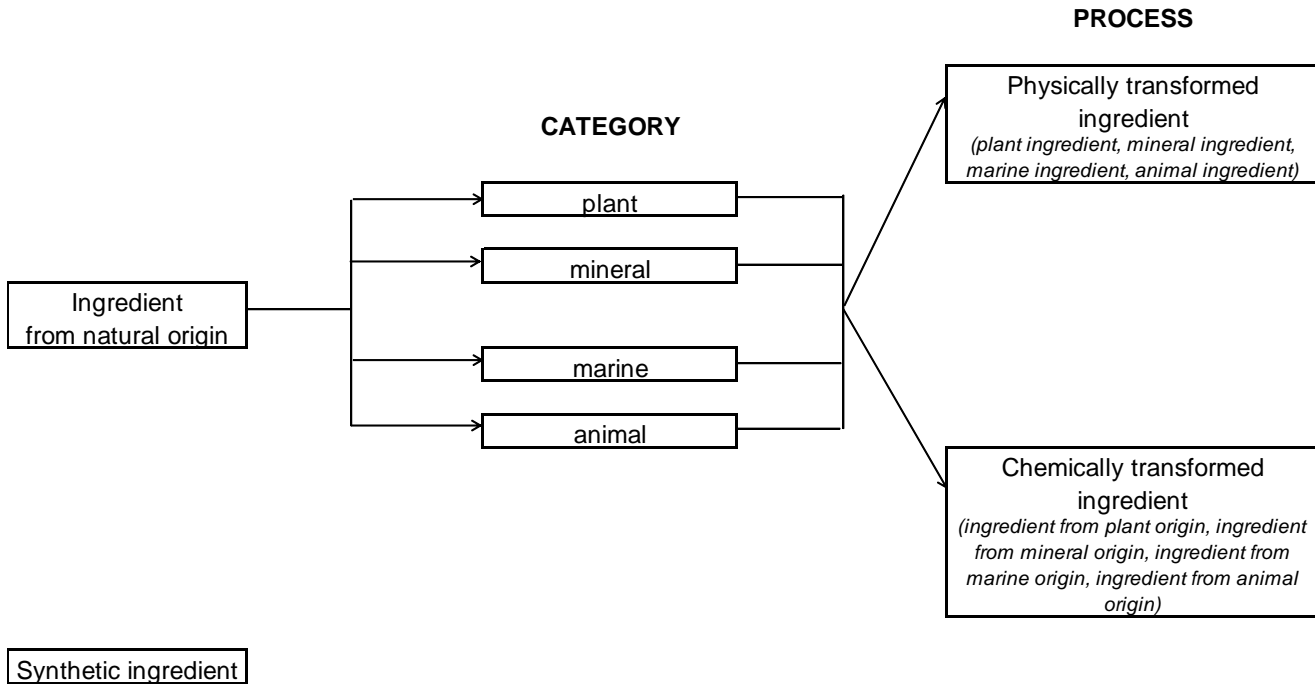 PROCESS
Physically transformed
ingredient
(plant ingredient, mineral ingredient,
marine ingredient, animal ingredient)
CATEGORY
plant
mineral
Ingredient
from natural origin
marine
animal
Chemically transformed
ingredient
(ingredient from plant origin, ingredient
from mineral origin, ingredient from
marine origin, ingredient from animal
origin)
Synthetic ingredient